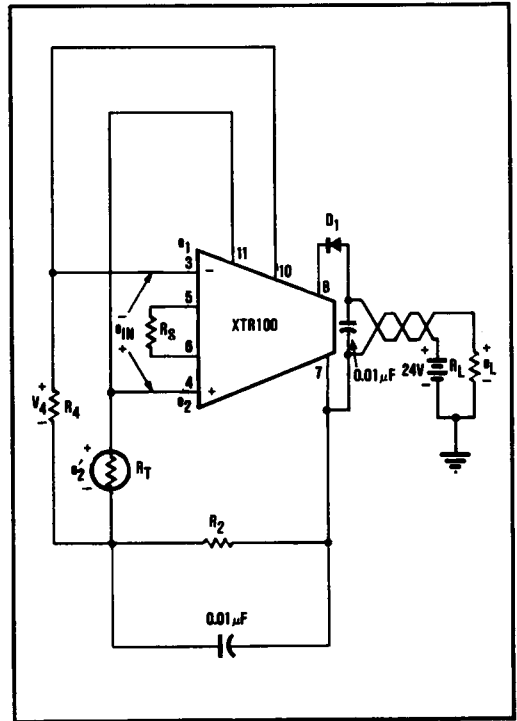 e1
3
−
11
10
D1
8
5
−
eIN
+
RS
6
XTR100
0.01µF
7
4
+
e2
24V
+
−
RL
+
eL
−
+
V4
−
R4
+
e'2
−
RT
R2
0.01µF